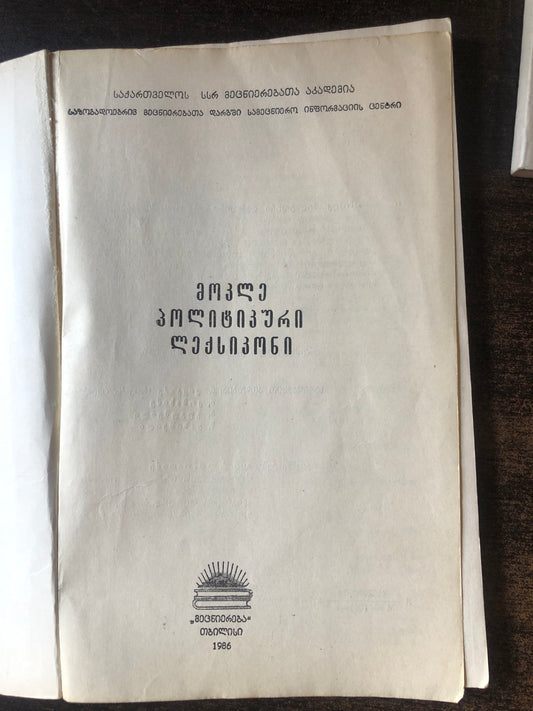 საქართველოს სსრ მეცნიერებათა აკადემია
საზოგადოებრივ მეცნიერებათა დარგში სამეცნიერო ინფორმაციის ცენტრი
მოკლე
პოლიტიკური
ლექსიკონი
„მეცნიერება“
თბილისი
1986